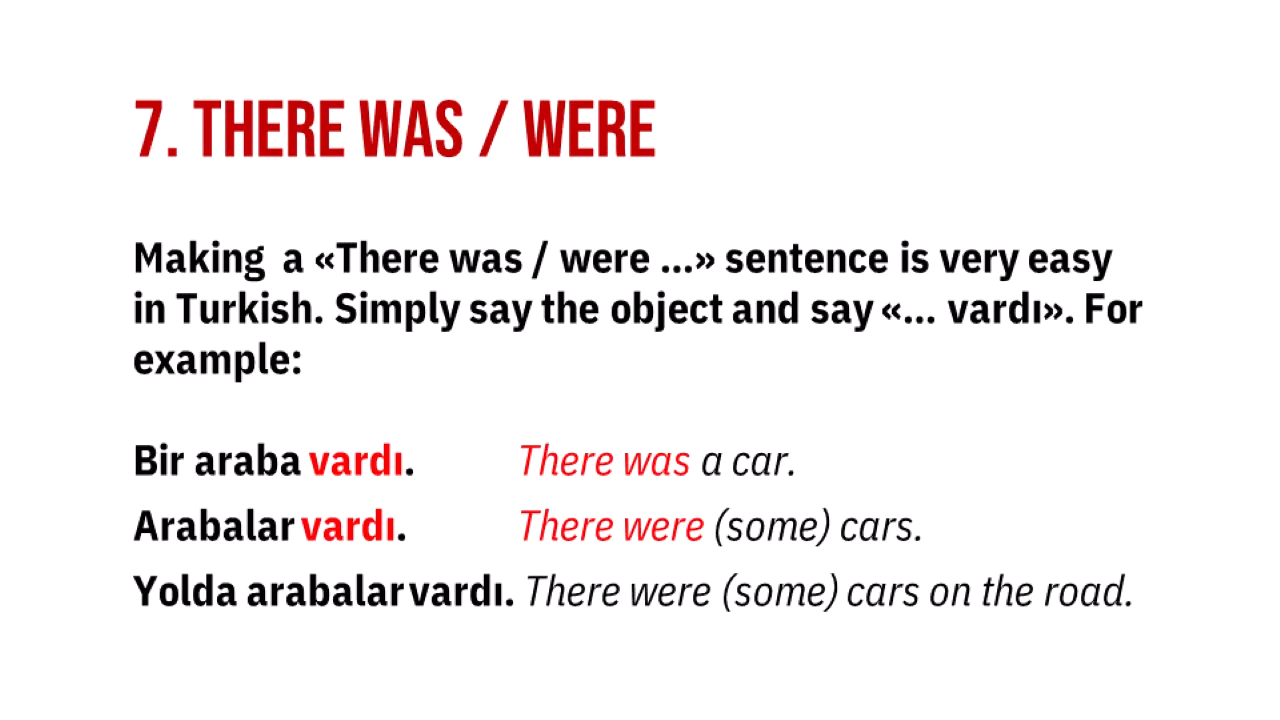 7. THERE WAS / WERE
Making a «There was / were ...» sentence is very easy
in Turkish. Simply say the object and say «... vardı». For
example:
Bir araba vardı. There was a car.
Arabalar vardı. There were (some) cars.
Yolda arabalar vardı. There were (some) cars on the road.